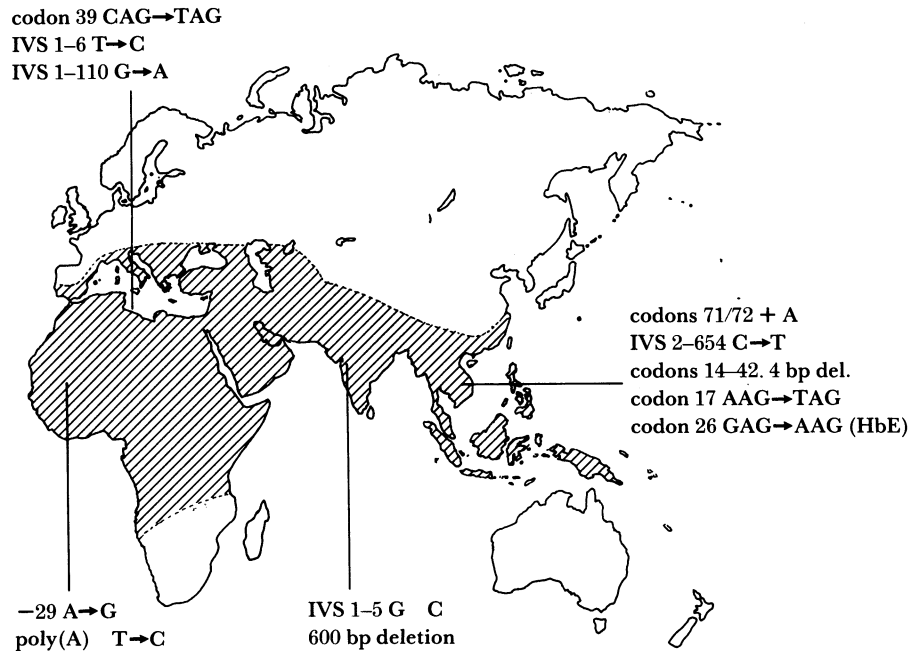 codon 39 CAG→TAG
IVS 1–6 T→C
IVS 1–110 G→A
codons 71/72 + A
IVS 2–654 C→T
codons 14–42. 4 bp del.
codon 17 AAG→TAG
codon 26 GAG→AAG (HbE)
−29 A→G
poly(A) T→C
IVS 1–5 G C
600 bp deletion